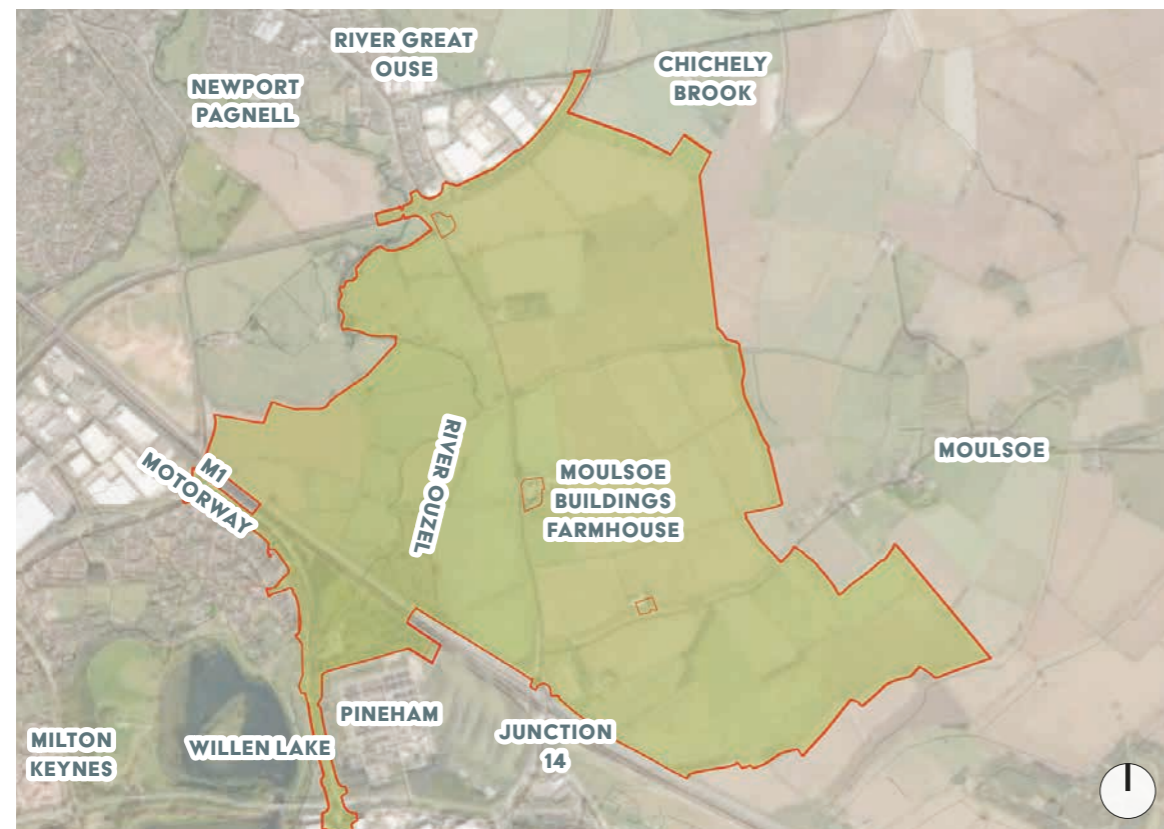 RIVER GREAT
OUSE
CHICHELY
BROOK
NEWPORT
PAGNELL
MOULSOE
M1
MOTORWAY
RIVER OUZEL
MOULSOE
BUILDINGS
FARMHOUSE
PINEHAM
JUNCTION
14
MILTON
KEYNES
WILLEN LAKE